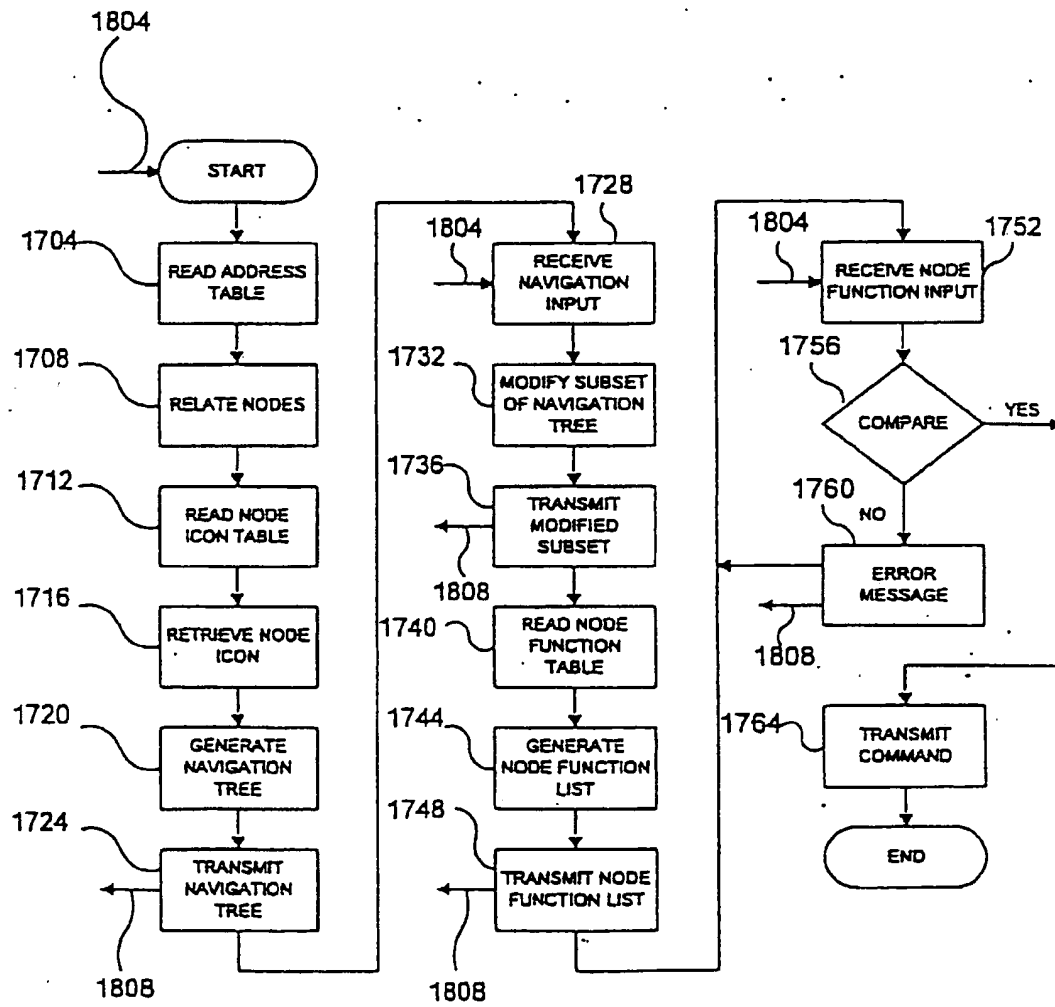 1804
START
1704
READ ADDRESS
TABLE
1708
RELATE NODES
1712
READ NODE
ICON TABLE
1716
RETRIEVE NODE
ICON
1720
GENERATE
NAVIGATION
TREE
1724
TRANSMIT
NAVIGATION
TREE
1808
1728
1804
RECEIVE
NAVIGATION
INPUT
1732
MODIFY SUBSET
OF NAVIGATION
TREE
1736
TRANSMIT
MODIFIED
SUBSET
1808
1740
READ NODE
FUNCTION
TABLE
1744
GENERATE
NODE FUNCTION
LIST
1748
TRANSMIT NODE
FUNCTION LIST
1808
1804
1752
RECEIVE NODE
FUNCTION INPUT
1756
COMPARE
YES
1760
NO
ERROR
MESSAGE
1808
1764
TRANSMIT
COMMAND
END